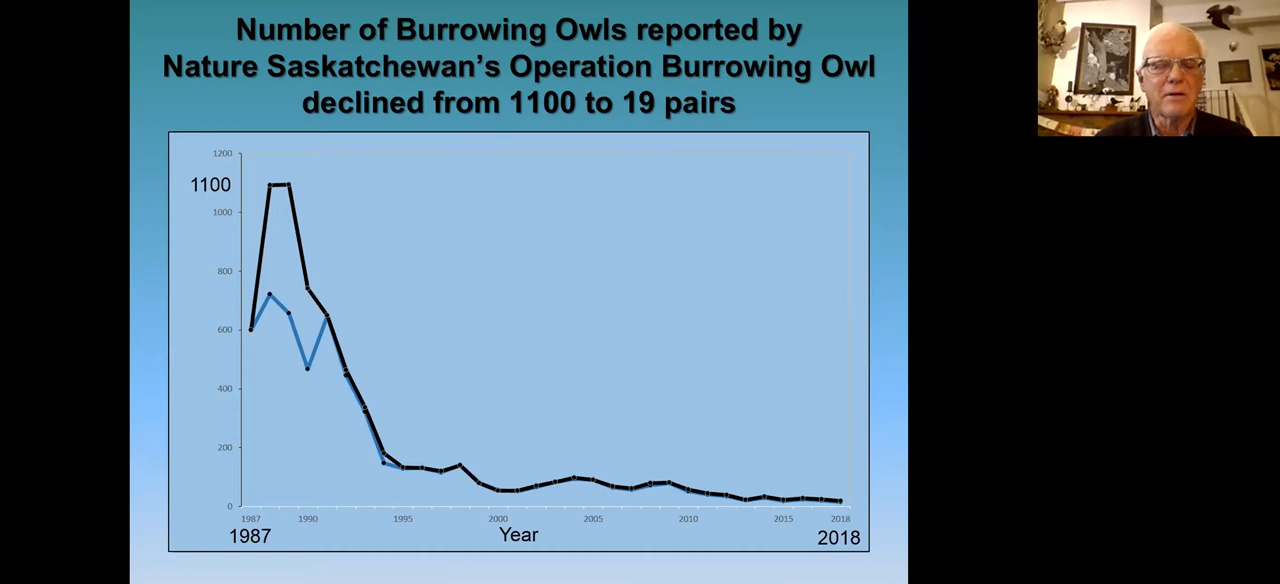 Number of Burrowing Owls reported by
Nature Saskatchewan's Operation Burrowing Owl
declined from 1100 to 19 pairs
1200
1100
1000
800
600
400
200
0
1987 1990 1995 2000 2005 2010 2015 2018
1987 Year 2018